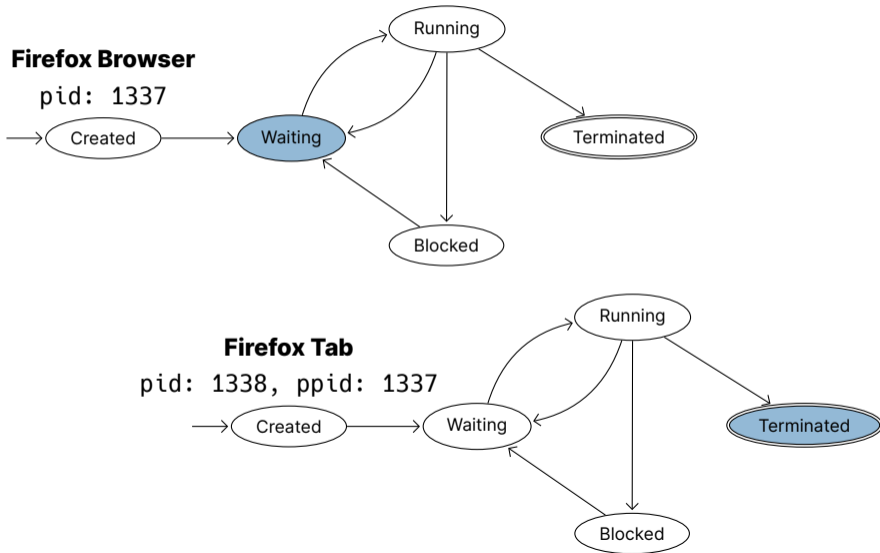 Running
Firefox Browser
pid: 1337
Created
Waiting
Terminated
Blocked
Running
Firefox Tab
pid: 1338, ppid: 1337
Created
Waiting
Terminated
Blocked